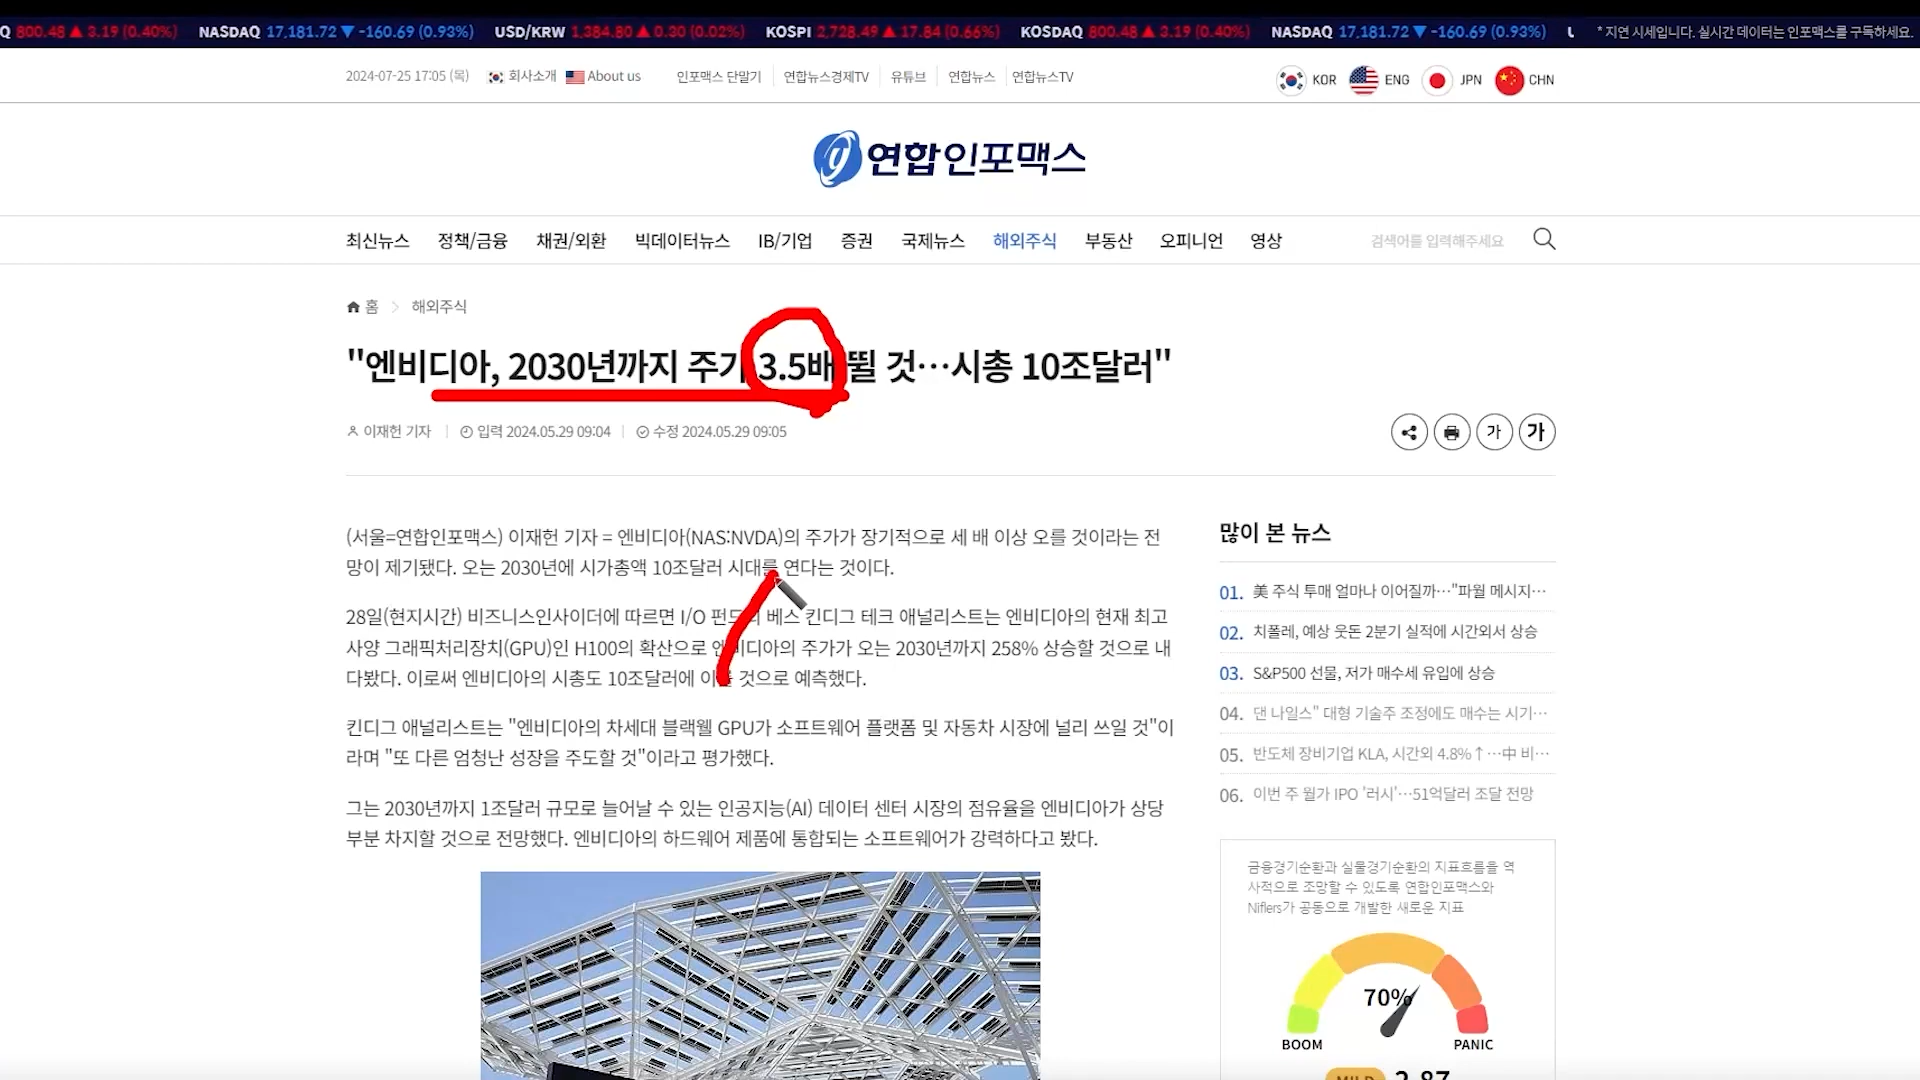 800.48 ▲ 3.19 (0.40%) NASDAQ 17,181.72 ▼ -160.69 (0.93%) USD/KRW 1,384.80 ▲ 0.30 (0.02%) KOSPI 2,728.49 ▲ 17.84 (0.66%) KOSDAQ 800.48 ▲ 3.19 (0.40%) NASDAQ 17,181.72 ▼ -160.69 (0.93%) * 지연 시세입니다. 실시간 데이터는 인포맥스를 구독하세요.
2024-07-25 17:05 (목) 회사소개 About us 인포맥스 단말기 연합뉴스경제TV 유튜브 연합뉴스 연합뉴스TV KOR ENG JPN CHN
연합인포맥스
최신뉴스 정책/금융 채권/외환 빅데이터뉴스 IB/기업 증권 국제뉴스 해외주식 부동산 오피니언 영상 검색어를 입력해주세요
홈 > 해외주식
"엔비디아, 2030년까지 주가 3.5배 뛸 것…시총 10조달러"
이재헌 기자 입력 2024.05.29 09:04 수정 2024.05.29 09:05 가 가
(서울=연합인포맥스) 이재헌 기자 = 엔비디아(NAS:NVDA)의 주가가 장기적으로 세 배 이상 오를 것이라는 전
망이 제기됐다. 오는 2030년에 시가총액 10조달러 시대를 연다는 것이다.
28일(현지시간) 비즈니스인사이더에 따르면 I/O 펀드의 베스 킨디그 테크 애널리스트는 엔비디아의 현재 최고
사양 그래픽처리장치(GPU)인 H100의 확산으로 엔비디아의 주가가 오는 2030년까지 258% 상승할 것으로 내
다봤다. 이로써 엔비디아의 시총도 10조달러에 이를 것으로 예측했다.
킨디그 애널리스트는 "엔비디아의 차세대 블랙웰 GPU가 소프트웨어 플랫폼 및 자동차 시장에 널리 쓰일 것"이
라며 "또 다른 엄청난 성장을 주도할 것"이라고 평가했다.
그는 2030년까지 1조달러 규모로 늘어날 수 있는 인공지능(AI) 데이터 센터 시장의 점유율을 엔비디아가 상당
부분 차지할 것으로 전망했다. 엔비디아의 하드웨어 제품에 통합되는 소프트웨어가 강력하다고 봤다.
많이 본 뉴스
01. 美 주식 투매 얼마나 이어질까…"파월 메시지…
02. 치폴레, 예상 웃돈 2분기 실적에 시간외서 상승
03. S&P500 선물, 저가 매수세 유입에 상승
04. 댄 나일스" 대형 기술주 조정에도 매수는 시기…
05. 반도체 장비기업 KLA, 시간외 4.8%↑…中 비…
06. 이번 주 월가 IPO '러시'…51억달러 조달 전망
금융경기순환과 실물경기순환의 지표흐름을 역
사적으로 조망할 수 있도록 연합인포맥스와
Niflers가 공동으로 개발한 새로운 지표
70%
BOOM PANIC
MILD 2.87